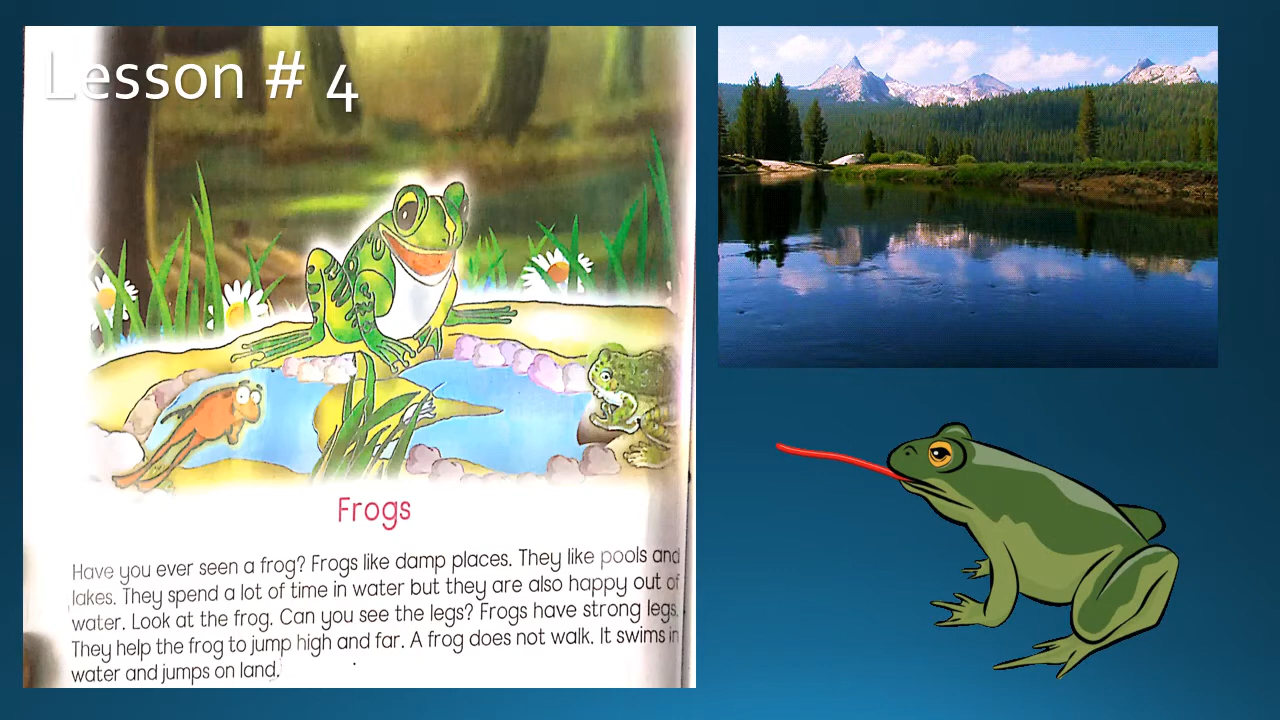 Lesson # 4
Frogs
Have you ever seen a frog? Frogs like damp places. They like pools and
lakes. They spend a lot of time in water but they are also happy out of
water. Look at the frog. Can you see the legs? Frogs have strong legs.
They help the frog to jump high and far. A frog does not walk. It swims in
water and jumps on land.